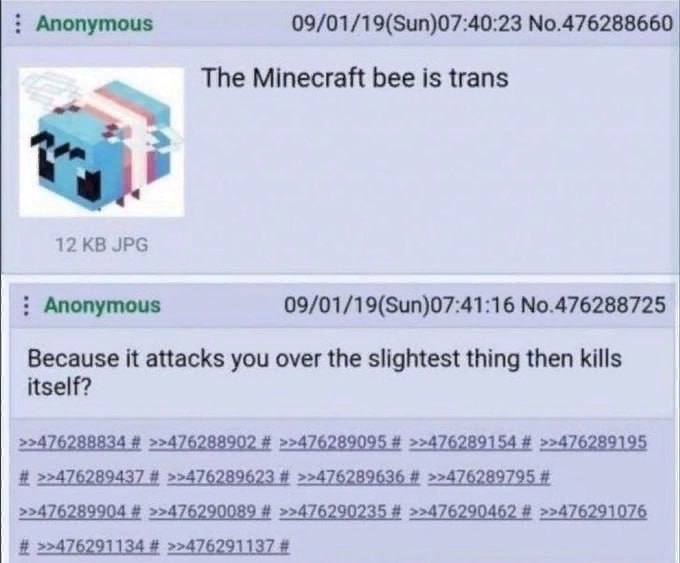 Anonymous 09/01/19(Sun)07:40:23 No.476288660
The Minecraft bee is trans
12 KB JPG
Anonymous 09/01/19(Sun)07:41:16 No.476288725
Because it attacks you over the slightest thing then kills
itself?
>>476288834 # >>476288902 # >>476289095 # >>476289154 # >>476289195
# >>476289437 # >>476289623 # >>476289636 # >>476289795 #
>>476289904 # >>476290089 # >>476290235 # >>476290462 # >>476291076
# >>476291134 # >>476291137 #